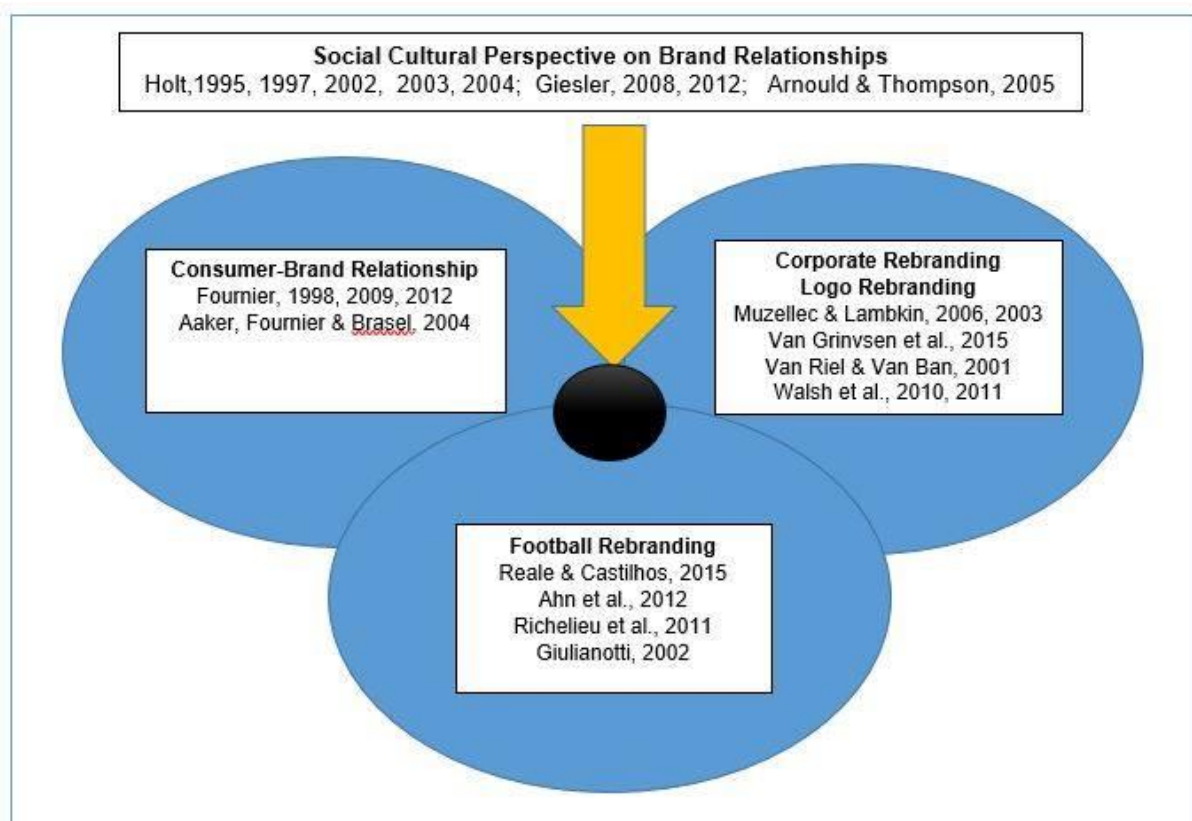 Social Cultural Perspective on Brand Relationships
Holt,1995, 1997, 2002, 2003, 2004; Giesler, 2008, 2012; Arnould & Thompson, 2005
Consumer-Brand Relationship
Fournier, 1998, 2009, 2012
Aaker, Fournier & Brasel, 2004
Corporate Rebranding
Logo Rebranding
Muzellec & Lambkin, 2006, 2003
Van Grinvsen et al., 2015
Van Riel & Van Ban, 2001
Walsh et al., 2010, 2011
Football Rebranding
Reale & Castilhos, 2015
Ahn et al., 2012
Richelieu et al., 2011
Giulianotti, 2002